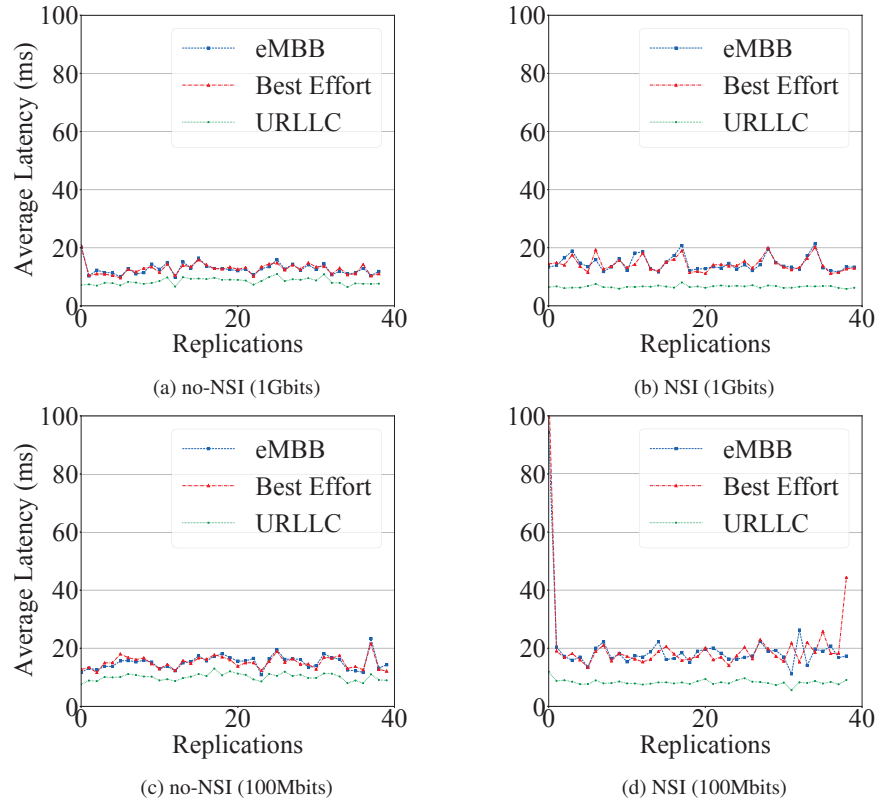 100
80
60
40
20
0
Average Latency (ms)
eMBB
Best Effort
URLLC
0
20
40
Replications
(a) no-NSI (1Gbits)
100
80
60
40
20
0
eMBB
Best Effort
URLLC
0
20
40
Replications
(b) NSI (1Gbits)
100
80
60
40
20
0
Average Latency (ms)
eMBB
Best Effort
URLLC
0
20
40
Replications
(c) no-NSI (100Mbits)
100
80
60
40
20
0
eMBB
Best Effort
URLLC
0
20
40
Replications
(d) NSI (100Mbits)